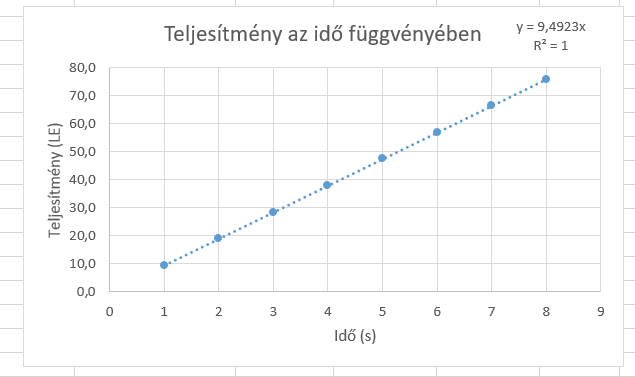 Teljesítmény az idő függvényében
y = 9,4923x
R² = 1
Teljesítmény (LE)
80,0
70,0
60,0
50,0
40,0
30,0
20,0
10,0
0,0
0 1 2 3 4 5 6 7 8 9
Idő (s)